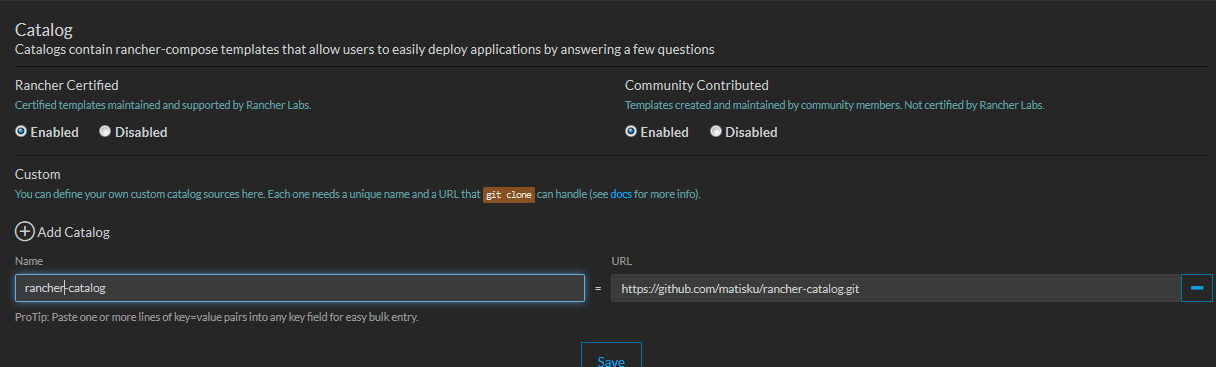 Catalog
Catalogs contain rancher-compose templates that allow users to easily deploy applications by answering a few questions
Rancher Certified
Certified templates maintained and supported by Rancher Labs.
Enabled Disabled
Community Contributed
Templates created and maintained by community members. Not certified by Rancher Labs.
Enabled Disabled
Custom
You can define your own custom catalog sources here. Each one needs a unique name and a URL that git clone can handle (see docs for more info).
Add Catalog
Name URL
rancher-catalog = https://github.com/matisku/rancher-catalog.git
ProTip: Paste one or more lines of key=value pairs into any key field for easy bulk entry.
Save